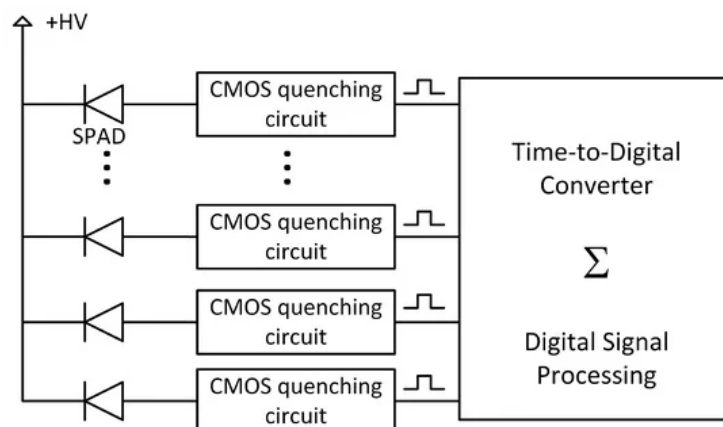 +HV
CMOS quenching
circuit
SPAD
Time-to-Digital
Converter
CMOS quenching
circuit
Σ
CMOS quenching
circuit
Digital Signal
Processing
CMOS quenching
circuit